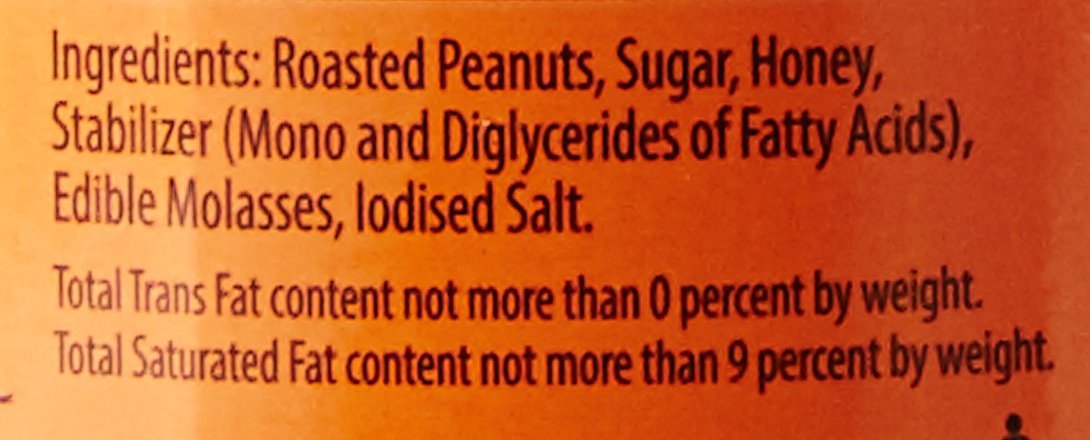 Ingredients: Roasted Peanuts, Sugar, Honey,
Stabilizer (Mono and Diglycerides of Fatty Acids),
Edible Molasses, Iodised Salt.
Total Trans Fat content not more than 0 percent by weight.
Total Saturated Fat content not more than 9 percent by weight.